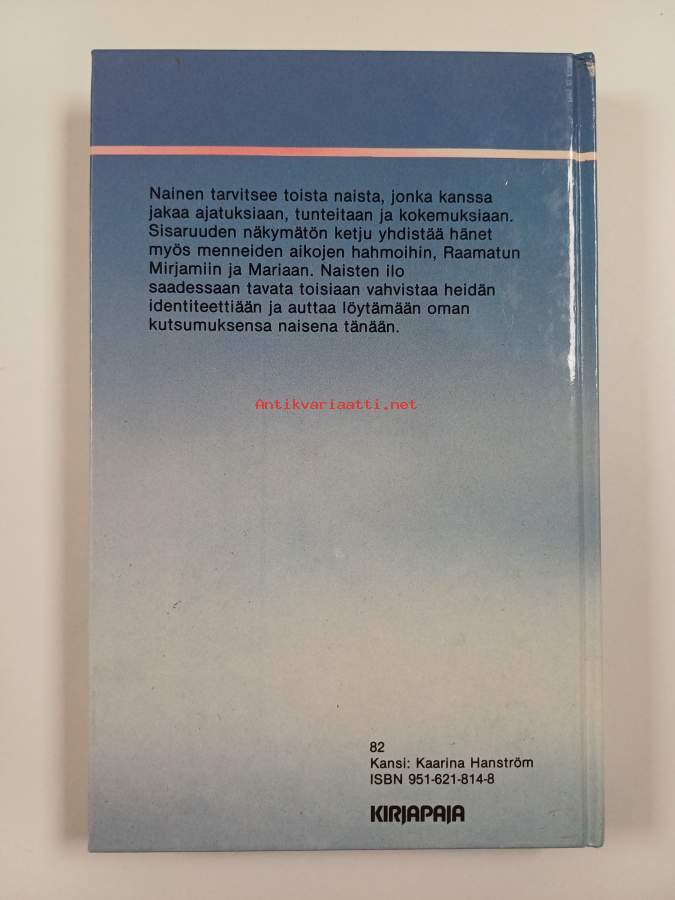 Nainen tarvitsee toista naista, jonka kanssa
jakaa ajatuksiaan, tunteitaan ja kokemuksiaan.
Sisaruuden näkymätön ketju yhdistää hänet
myös menneiden aikojen hahmoihin, Raamatun
Mirjamiin ja Mariaan. Naisten ilo
saadessaan tavata toisiaan vahvistaa heidän
identiteettiään ja auttaa löytämään oman
kutsumuksensa naisena tänään.
Antikvariaatti.net
82
Kansi: Kaarina Hanström
ISBN 951-621-814-8
KIRJAPAJA